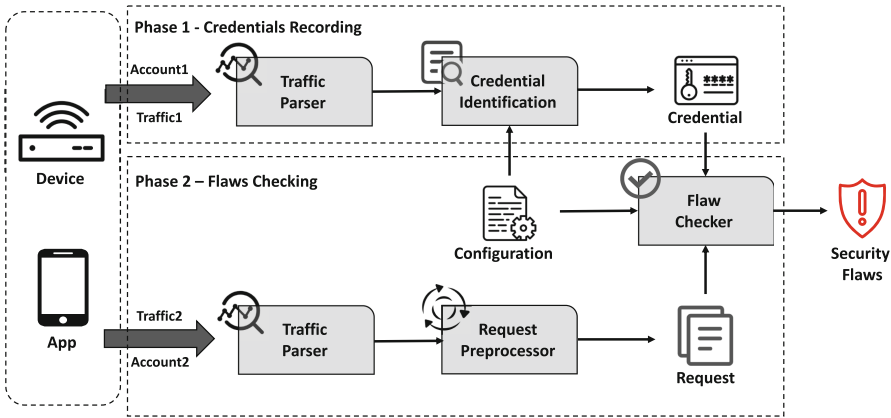 Phase 1 - Credentials Recording
Account1
Traffic1
Traffic
Parser
Credential
Identification
****
Credential
Device
Phase 2 – Flaws Checking
Configuration
Flaw
Checker
Security
Flaws
App
Traffic2
Account2
Traffic
Parser
Request
Preprocessor
Request